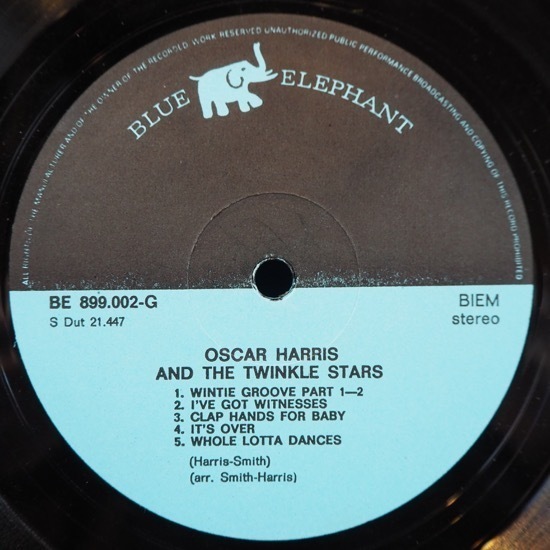 ALL RIGHTS OF THE MANUFACTURER AND OF THE OWNER OF THE RECORDED WORK RESERVED UNAUTHORIZED PUBLIC PERFORMANCE BROADCASTING AND COPYING OF THIS RECORD PROHIBITED
BLUE ELEPHANT
BE 899.002-G
BIEM
S Dut 21.447
stereo
OSCAR HARRIS
AND THE TWINKLE STARS
1. WINTIE GROOVE PART 1—2
2. I'VE GOT WITNESSES
3. CLAP HANDS FOR BABY
4. IT'S OVER
5. WHOLE LOTTA DANCES
(Harris-Smith)
(arr. Smith-Harris)